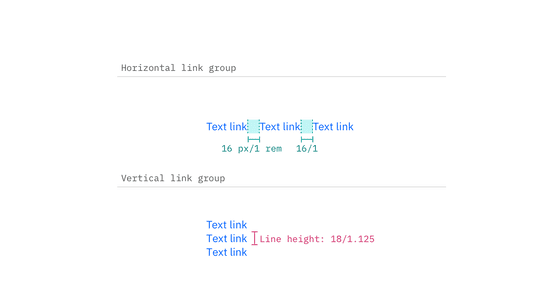 Horizontal link group
Text link Text link Text link
16 px/1 rem 16/1
Vertical link group
Text link
Text link Line height: 18/1.125
Text link